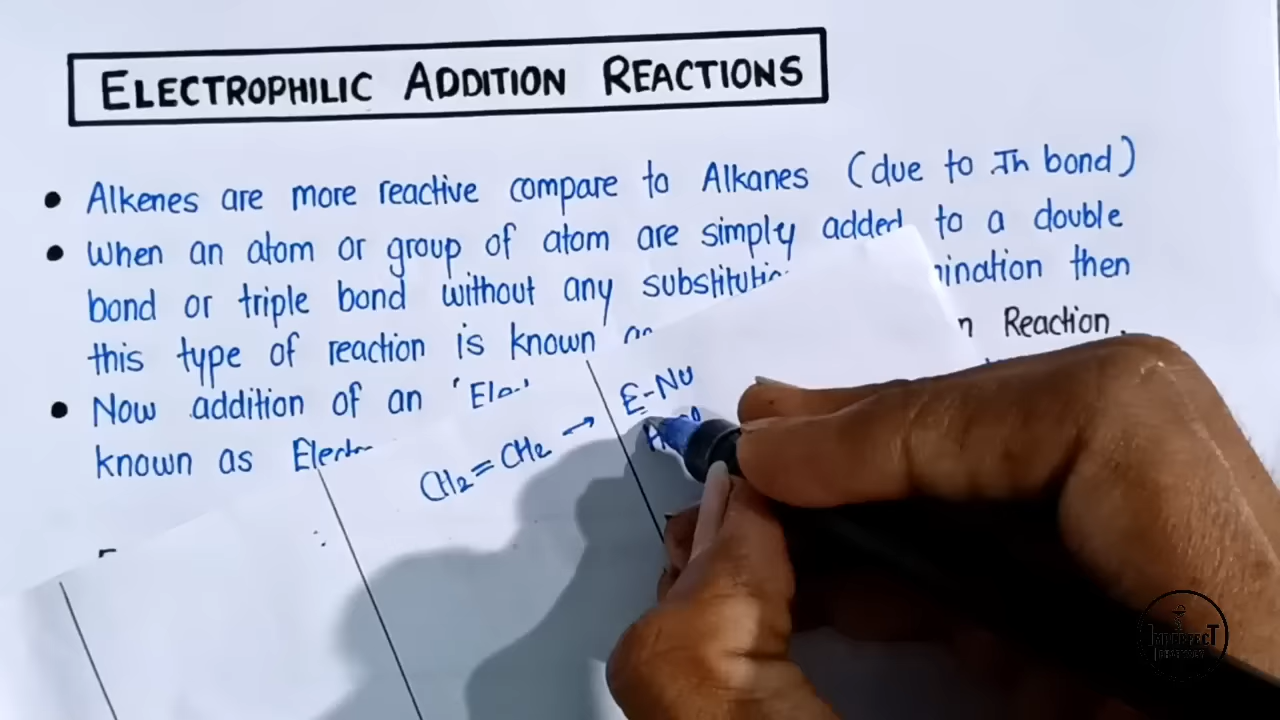 ELECTROPHILIC ADDITION REACTIONS
• Alkenes are more reactive compare to Alkanes (due to bond)
• When an atom or group of atom are simply added to a double
bond or triple bond without any then
this type of reaction is known Reaction.
• Now addition of an
known as
E-Nu
CH₂=CH₂ →